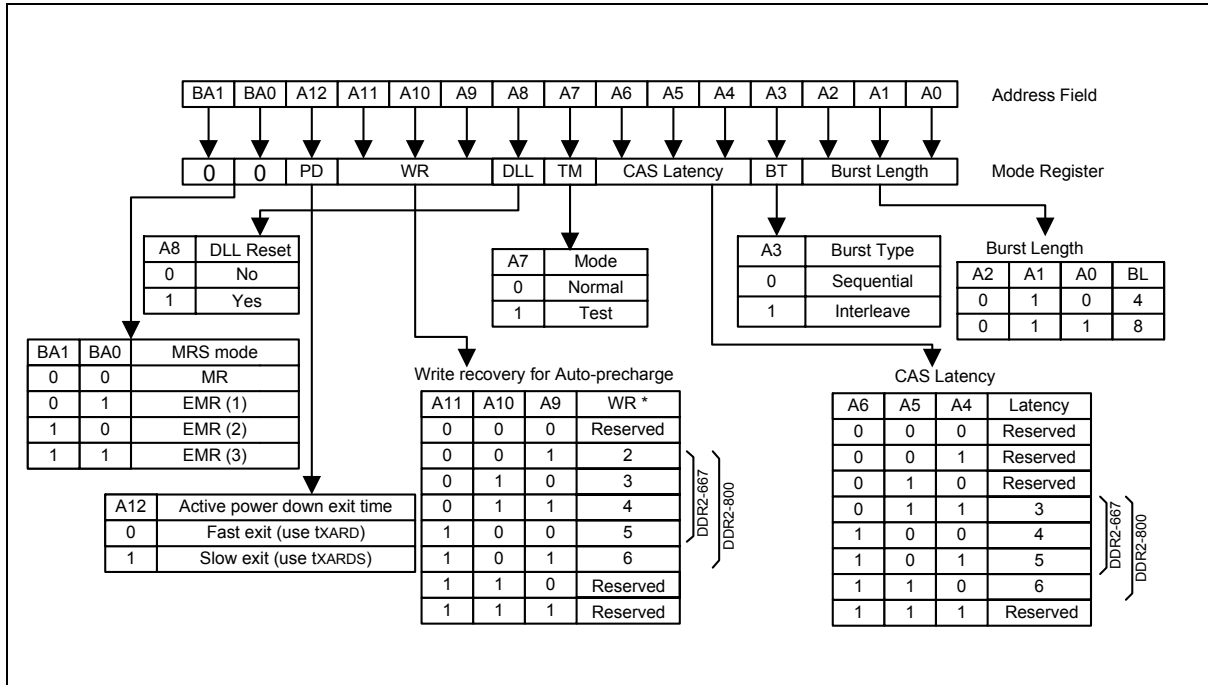 BA1 BA0 A12 A11 A10 A9 A8 A7 A6 A5 A4 A3 A2 A1 A0 Address Field
0 0 PD WR DLL TM CAS Latency BT Burst Length Mode Register
A8 DLL Reset
0 No
1 Yes
A7 Mode
0 Normal
1 Test
A3 Burst Type
0 Sequential
1 Interleave
Burst Length
A2 A1 A0 BL
0 1 0 4
0 1 1 8
BA1 BA0 MRS mode
0 0 MR
0 1 EMR (1)
1 0 EMR (2)
1 1 EMR (3)
A12 Active power down exit time
0 Fast exit (use tXARD)
1 Slow exit (use tXARDS)
Write recovery for Auto-precharge
A11 A10 A9 WR *
0 0 0 Reserved
0 0 1 2
0 1 0 3
0 1 1 4
1 0 0 5
1 0 1 6
1 1 0 Reserved
1 1 1 Reserved
DDR2-667
DDR2-800
CAS Latency
A6 A5 A4 Latency
0 0 0 Reserved
0 0 1 Reserved
0 1 0 Reserved
0 1 1 3
1 0 0 4
1 0 1 5
1 1 0 6
1 1 1 Reserved
DDR2-667
DDR2-800